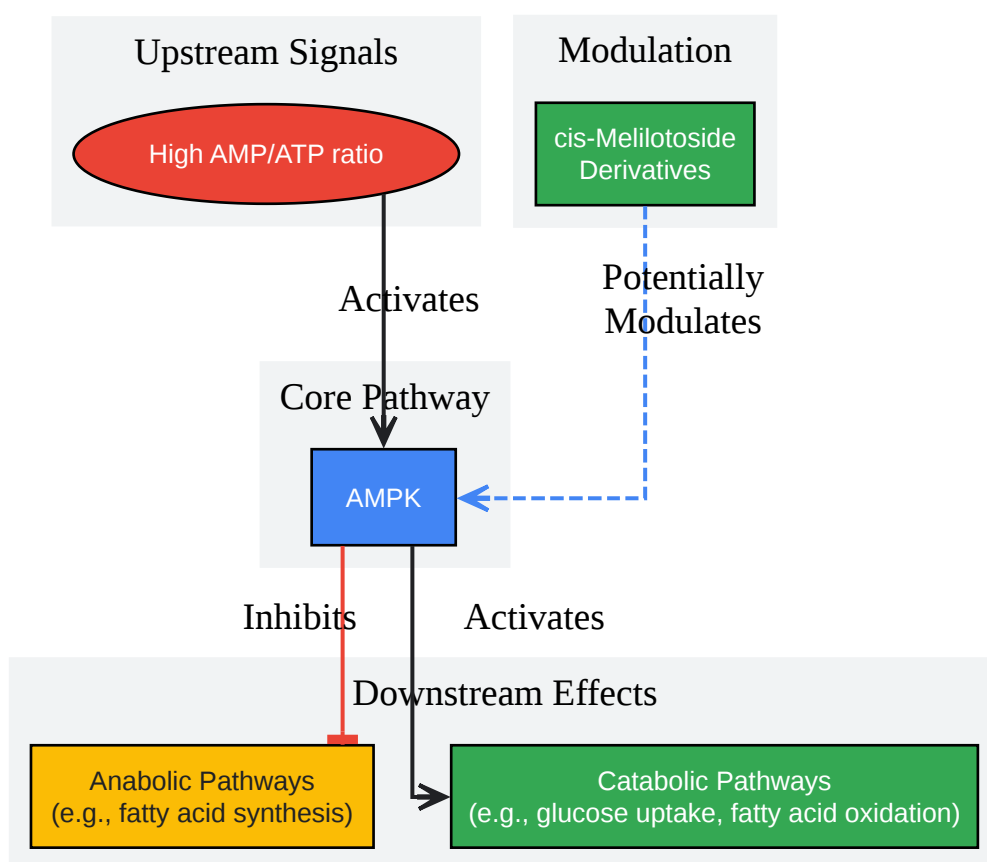 Upstream Signals
Modulation
High AMP/ATP ratio
cis-Melilotoside
Derivatives
Activates
Potentially
Modulates
Core Pathway
AMPK
Inhibits
Activates
Downstream Effects
Anabolic Pathways
(e.g., fatty acid synthesis)
Catabolic Pathways
(e.g., glucose uptake, fatty acid oxidation)